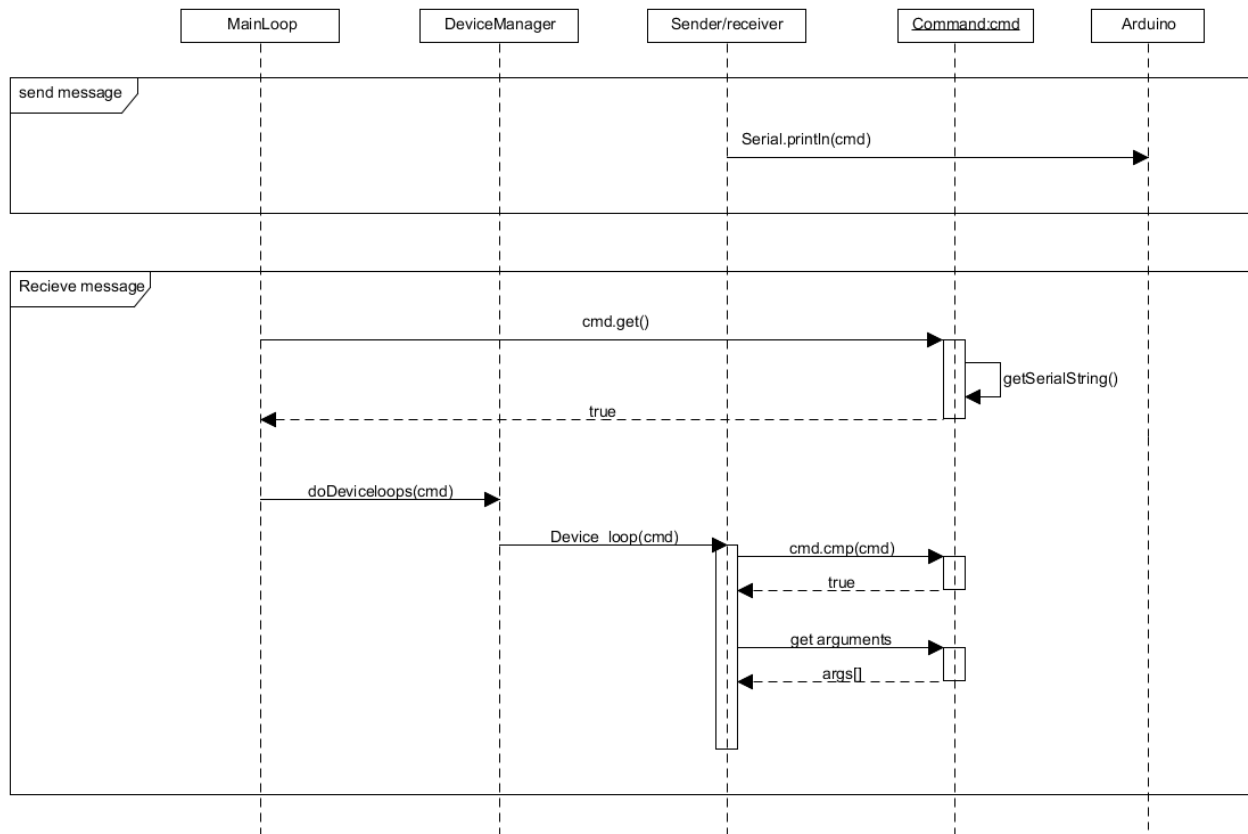 MainLoop
DeviceManager
Sender/receiver
Command:cmd
Arduino
send message
Serial.println(cmd)
Recieve message
cmd.get()
getSerialString()
true
doDeviceloops(cmd)
Device_loop(cmd)
cmd.cmp(cmd)
true
get arguments
args[]